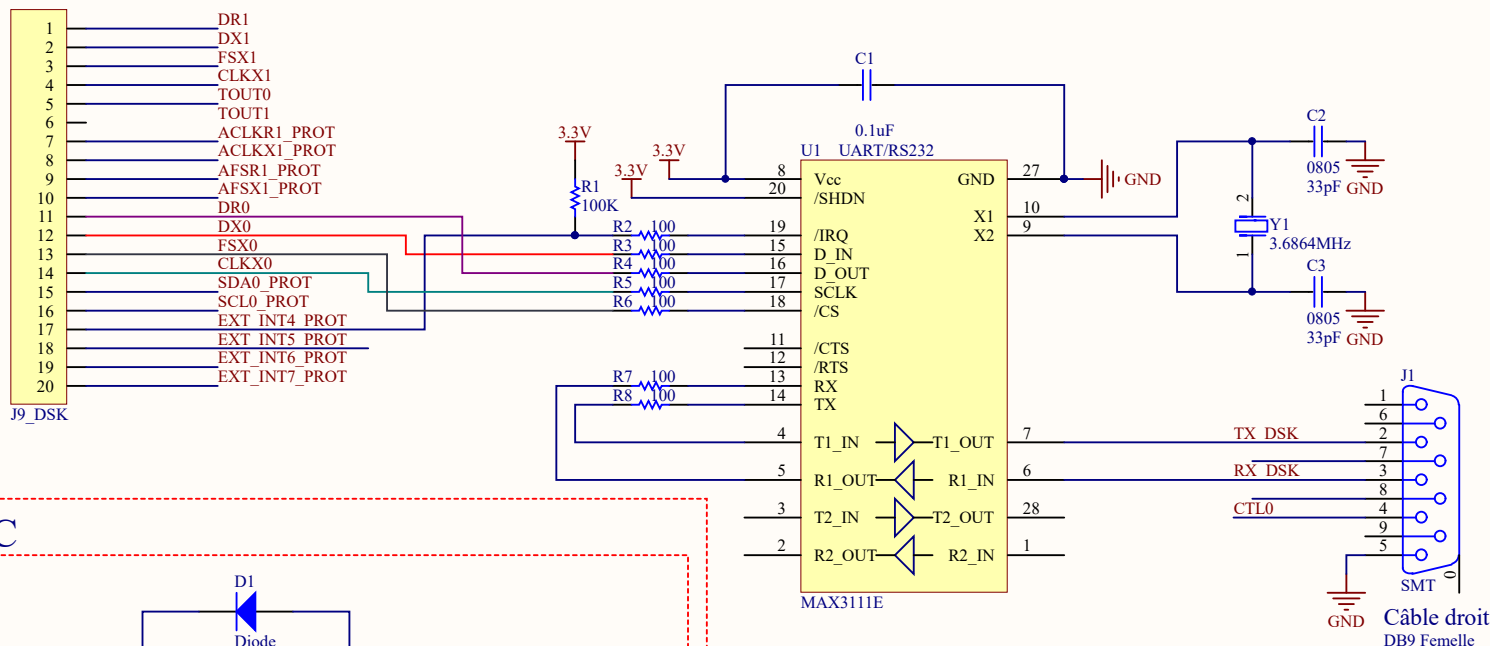 1 DR1
2 DX1
3 FSX1
4 CLKX1
5 TOUT0
6 TOUT1
7 ACLKR1_PROT
8 ACLKX1_PROT
9 AFSR1_PROT
10 AFSX1_PROT
11 DR0
12 DX0
13 FSX0
14 CLKX0
15 SDA0_PROT
16 SCL0_PROT
17 EXT_INT4_PROT
18 EXT_INT5_PROT
19 EXT_INT6_PROT
20 EXT_INT7_PROT
J9_DSK
3.3V
R1
100K
3.3V
3.3V
C1
0.1uF
U1 UART/RS232
8 Vcc GND 27 GND
20 /SHDN
X1 10
R2 100 19 /IRQ X2 9
R3 100 15 D_IN
R4 100 16 D_OUT
R5 100 17 SCLK
R6 100 18 /CS
11 /CTS
12 /RTS
R7 100 13 RX
R8 100 14 TX
4 T1_IN T1_OUT 7 TX_DSK
5 R1_OUT R1_IN 6 RX_DSK
3 T2_IN T2_OUT 28 CTL0
2 R2_OUT R2_IN 1
MAX3111E
C2
0805
33pF GND
2
Y1
3.6864MHz
1
C3
0805
33pF GND
J1
1
6
2
7
3
8
4
9
5
0
SMT
GND
Câble droit
DB9 Femelle
C
D1
Diode